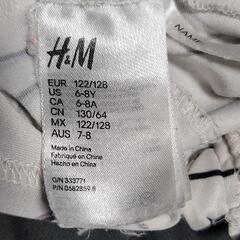 H&M
EUR 122/128
US 6-8Y
CA 6-8A
CN 130/64
MX 122/128
AUS 7-8
Made in China
Fabriqué en Chine
Hecho en China
O/N 333771
P/N 0582859 8
NAME